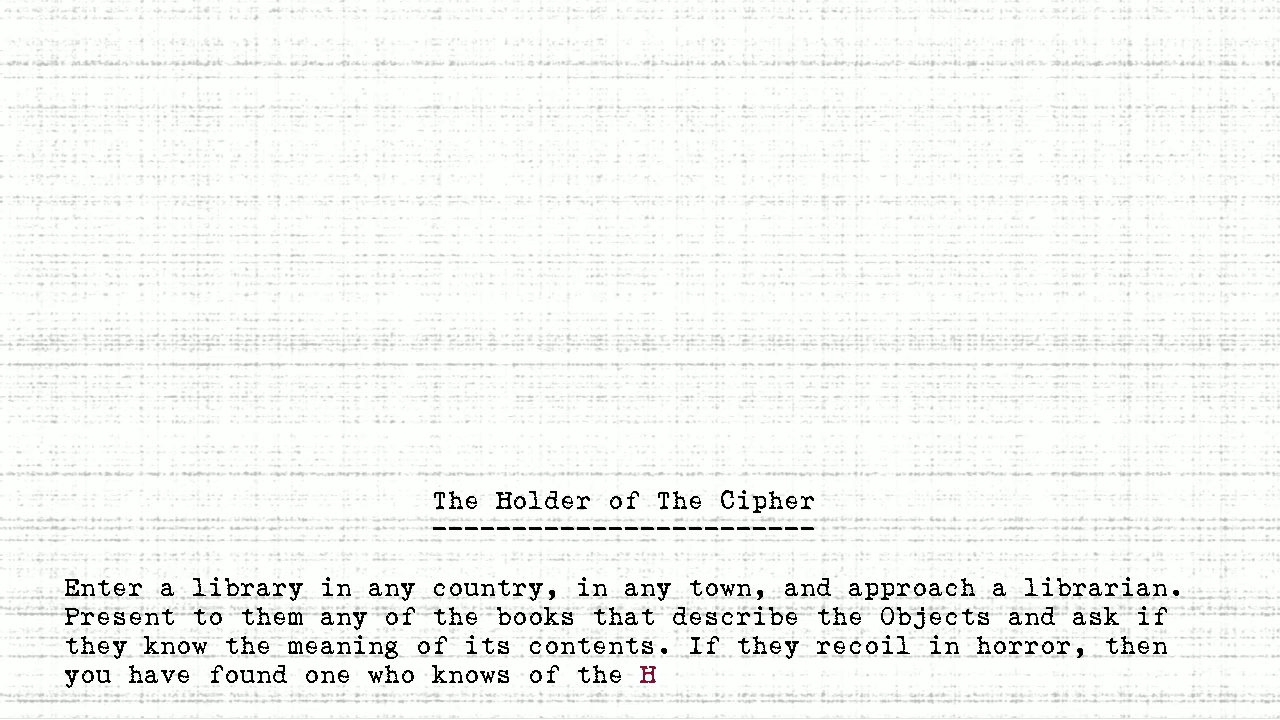 The Holder of The Cipher
------------------------
Enter a library in any country, in any town, and approach a librarian.
Present to them any of the books that describe the Objects and ask if
they know the meaning of its contents. If they recoil in horror, then
you have found one who knows of the H